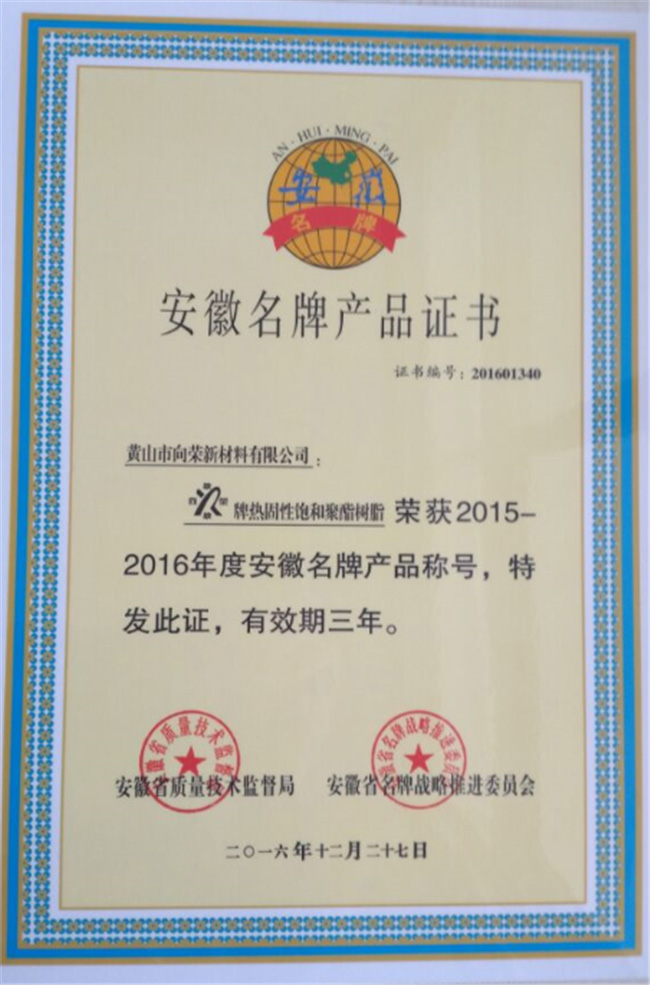 AN·HUI·MING·PAI
安徽
名牌
安徽名牌产品证书
证书编号：201601340
黄山市向荣新材料有限公司：
牌热固性饱和聚酯树脂 荣获2015-
2016年度安徽名牌产品称号，特
发此证，有效期三年。
安徽省质量技术监督局 安徽省名牌战略推进委员会
二〇一六年十二月二十七日